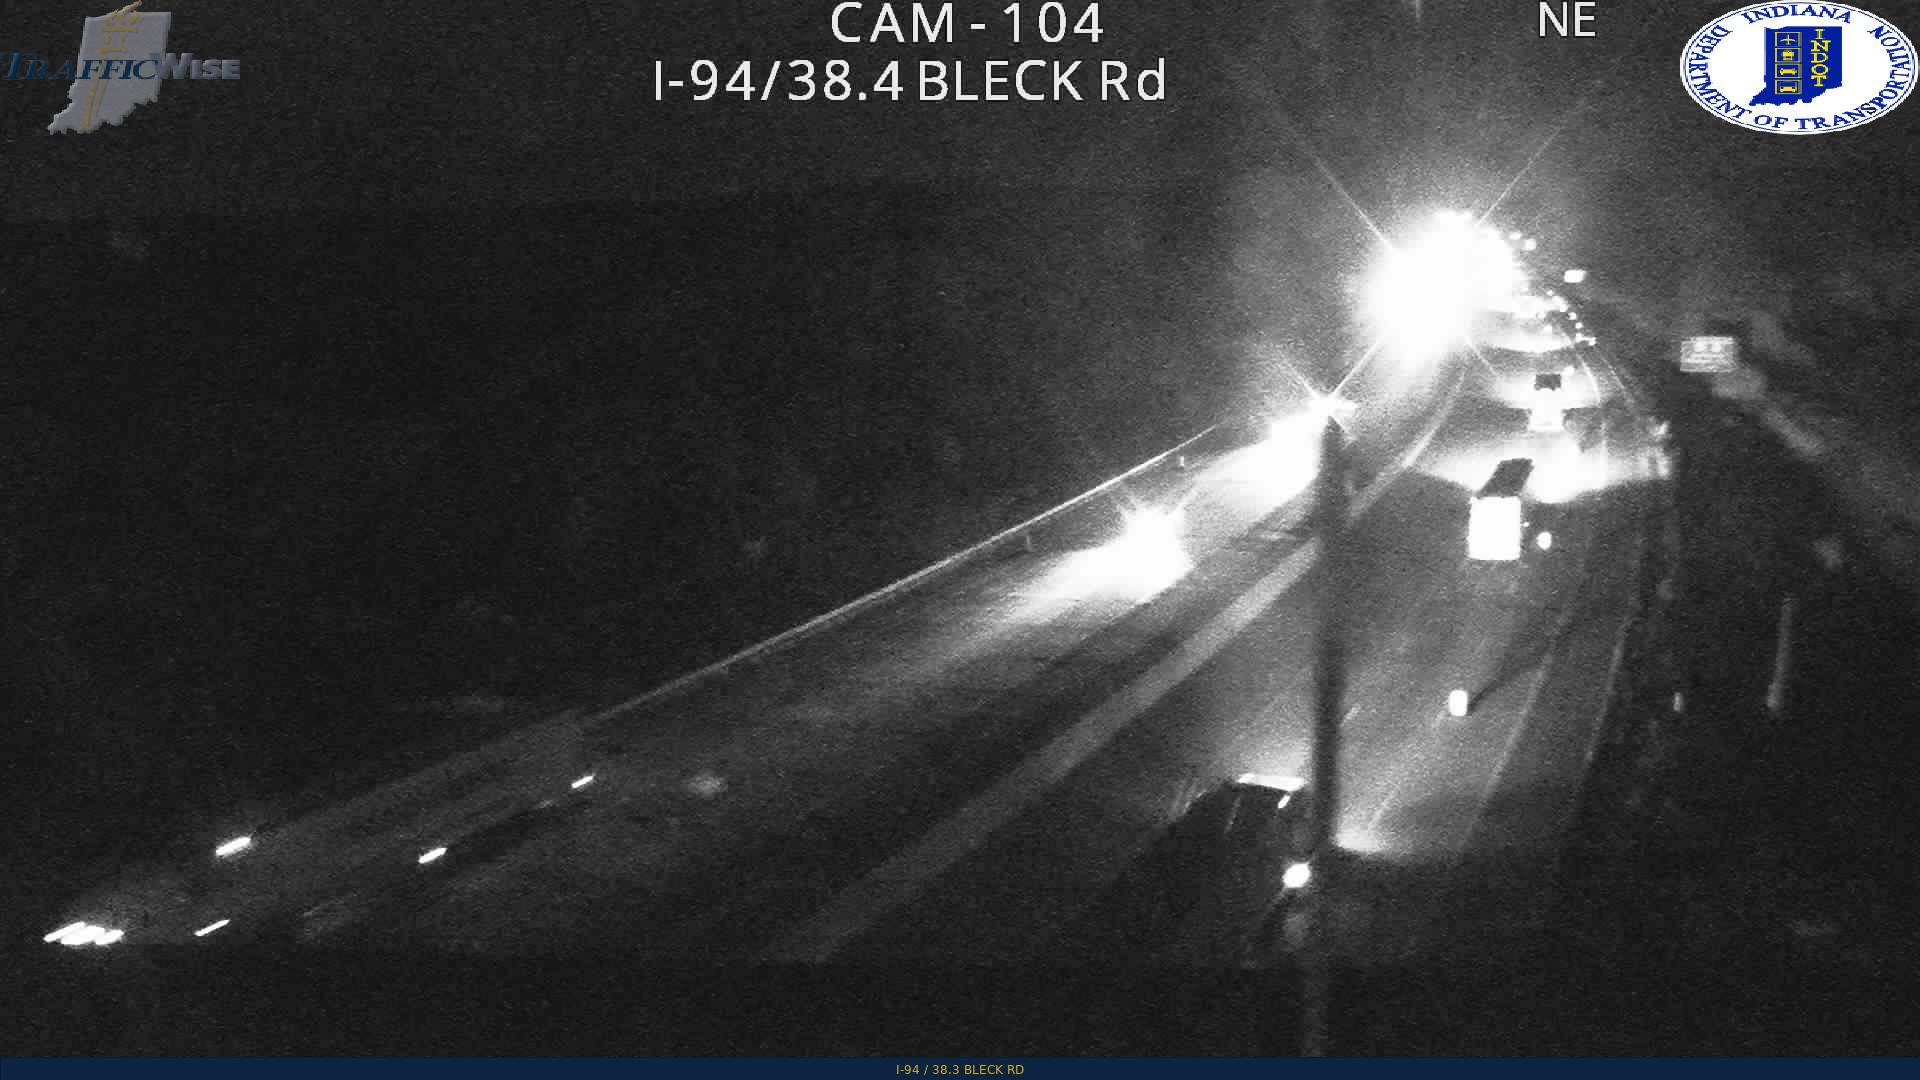 CAM-104
NE
I-94/38.4 BLECK Rd
TRAFFICWISE
INDIANA
DEPARTMENT OF TRANSPORTATION
INDOT
I-94 / 38.3 BLECK RD